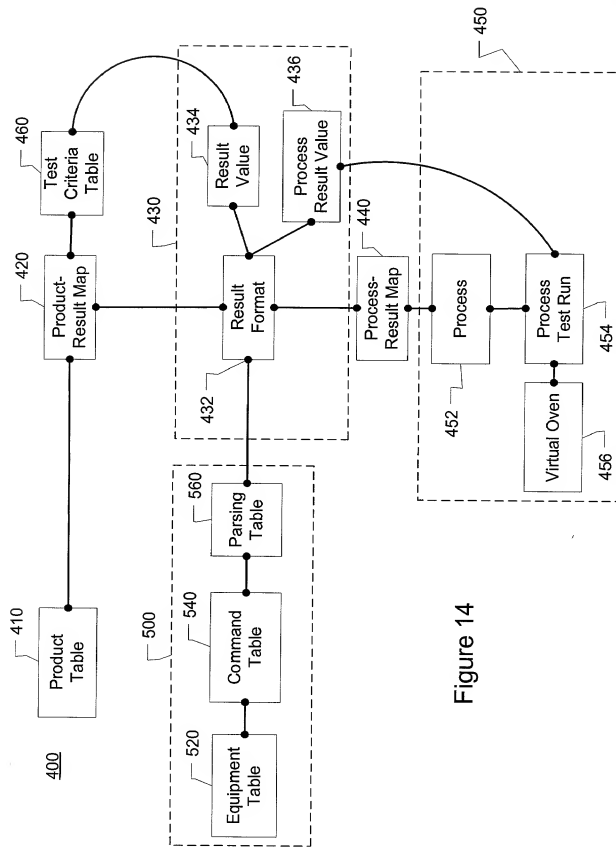 400
410
Product
Table
420
Product-
Result Map
460
Test
Criteria
Table
430
434
Result
Value
436
Process
Result Value
432
Result
Format
500
520
Equipment
Table
540
Command
Table
560
Parsing
Table
440
Process-
Result Map
450
452
Process
454
Process
Test Run
456
Virtual Oven
Figure 14